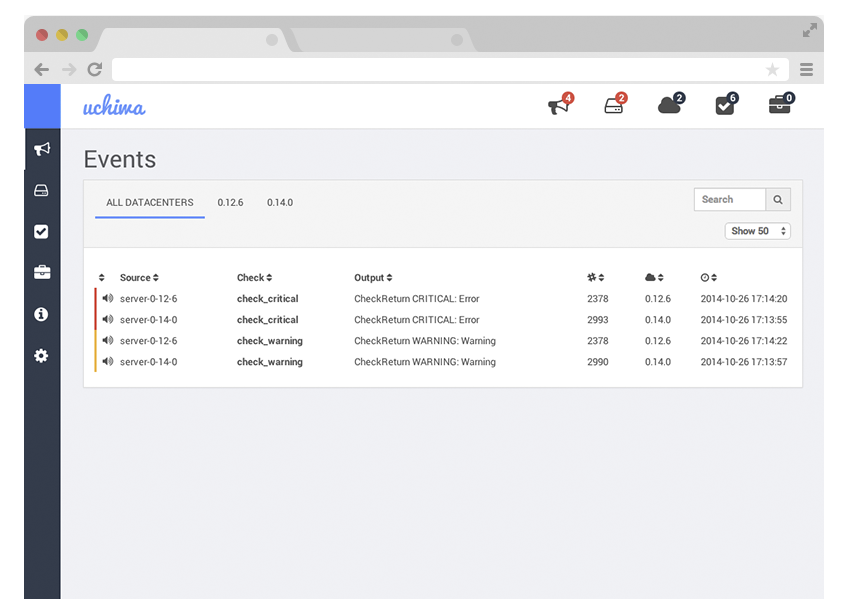 uchiwa 4 2 2 6 0
Events
ALL DATACENTERS 0.12.6 0.14.0 Search
Show 50
Source Check Output
server-0-12-6 check_critical CheckReturn CRITICAL: Error 2378 0.12.6 2014-10-26 17:14:20
server-0-14-0 check_critical CheckReturn CRITICAL: Error 2993 0.14.0 2014-10-26 17:13:55
server-0-12-6 check_warning CheckReturn WARNING: Warning 2378 0.12.6 2014-10-26 17:14:22
server-0-14-0 check_warning CheckReturn WARNING: Warning 2990 0.14.0 2014-10-26 17:13:57